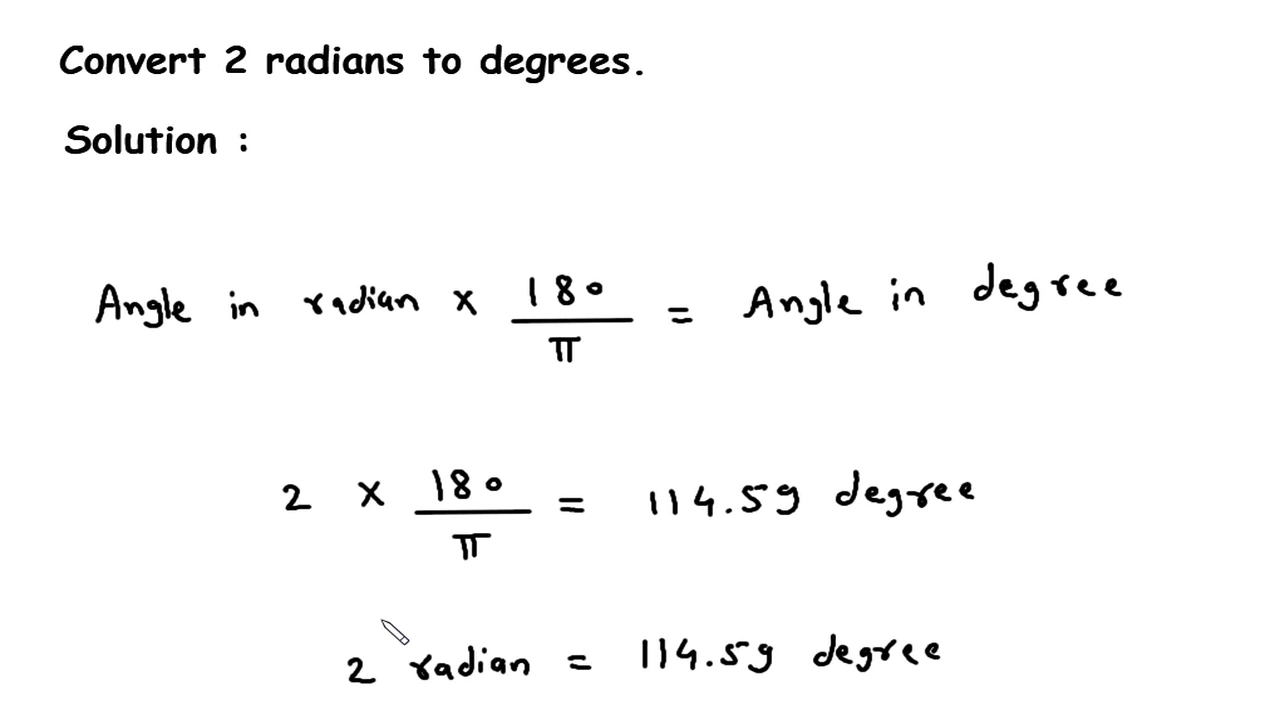 Convert 2 radians to degrees.
Solution :
Angle in radian × 180/π = Angle in degree
2 × 180/π = 114.59 degree
2 radian = 114.59 degree